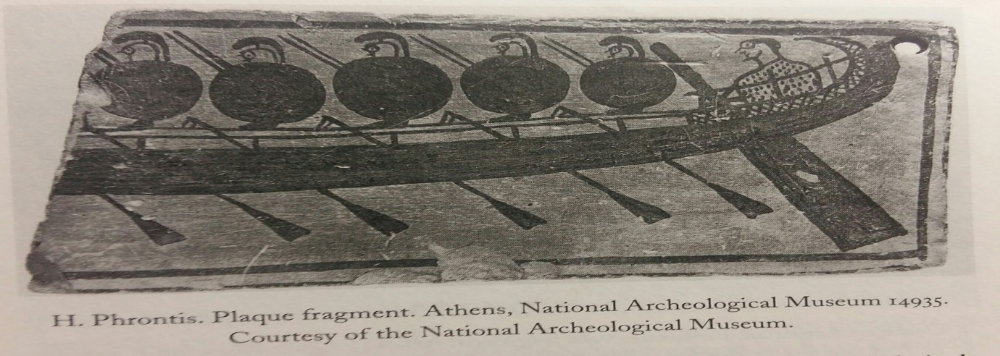 H. Phrontis. Plaque fragment. Athens, National Archeological Museum 14935.
Courtesy of the National Archeological Museum.